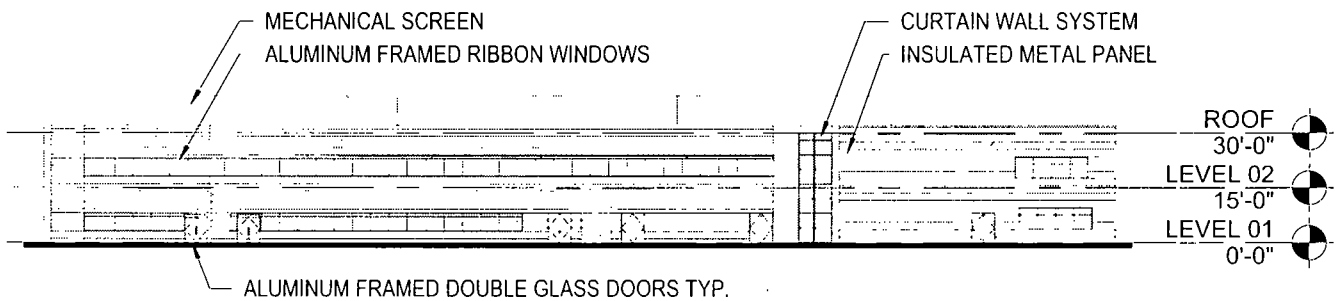 MECHANICAL SCREEN
ALUMINUM FRAMED RIBBON WINDOWS
CURTAIN WALL SYSTEM
INSULATED METAL PANEL
ROOF
30'-0"
LEVEL 02
15'-0"
LEVEL 01
0'-0"
ALUMINUM FRAMED DOUBLE GLASS DOORS TYP.